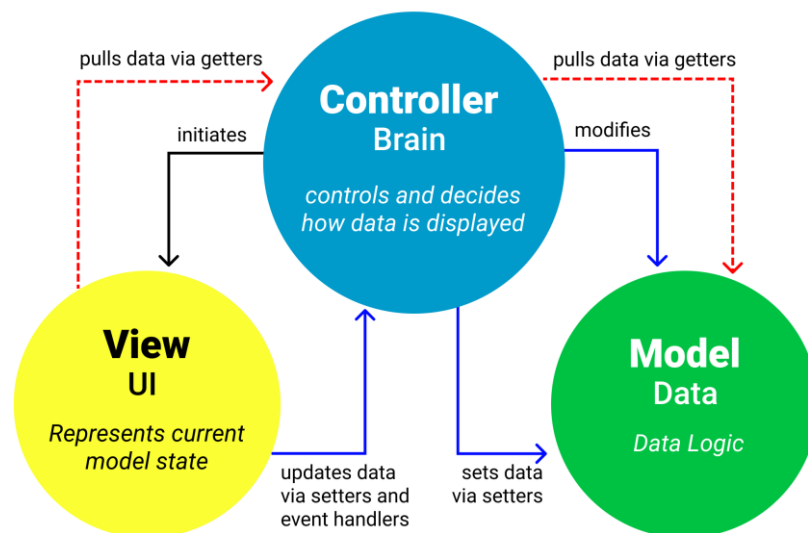 pulls data via getters
pulls data via getters
Controller
Brain
initiates
modifies
controls and decides
how data is displayed
View
UI
Represents current
model state
Model
Data
Data Logic
updates data
via setters and
event handlers
sets data
via setters